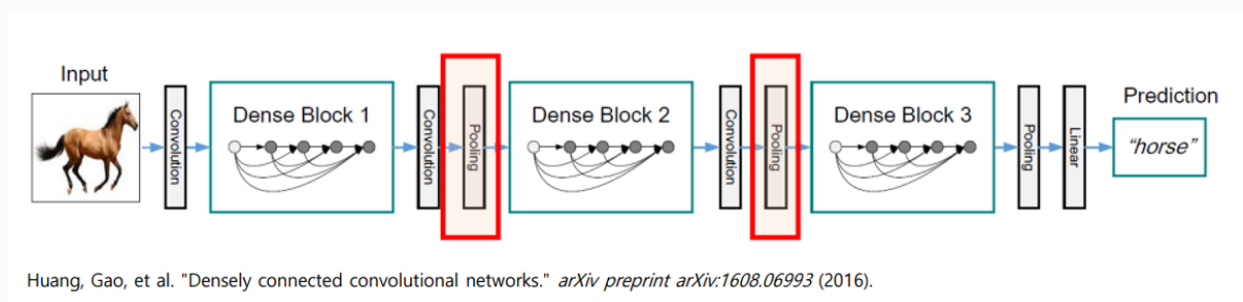 Input
Convolution
Dense Block 1
Convolution
Pooling
Dense Block 2
Convolution
Pooling
Dense Block 3
Pooling
Linear
Prediction
“horse”
Huang, Gao, et al. "Densely connected convolutional networks." arXiv preprint arXiv:1608.06993 (2016).